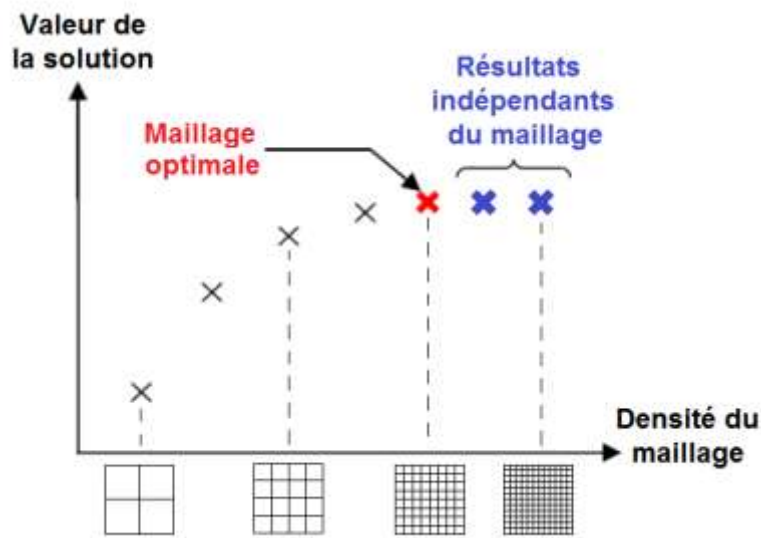 Valeur de
la solution
Résultats
indépendants
du maillage
Maillage
optimale
Densité du
maillage